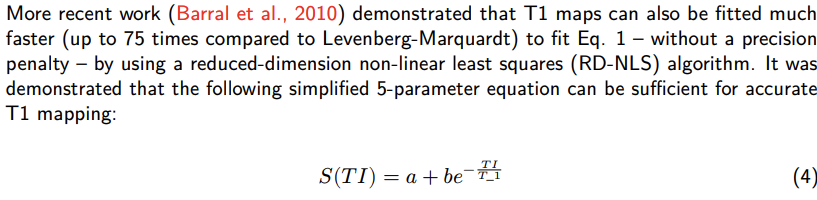 More recent work (Barral et al., 2010) demonstrated that T1 maps can also be fitted much
faster (up to 75 times compared to Levenberg-Marquardt) to fit Eq. 1 – without a precision
penalty – by using a reduced-dimension non-linear least squares (RD-NLS) algorithm. It was
demonstrated that the following simplified 5-parameter equation can be sufficient for accurate
T1 mapping:
S(TI) = a + be^{-\frac{TI}{T\_1}} (4)